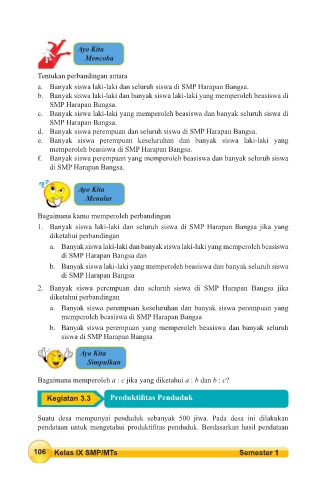 Ayo Kita
Mencoba
Tentukan perbandingan antara
a. Banyak siswa laki-laki dan seluruh siswa di SMP Harapan Bangsa.
b. Banyak siswa laki-laki dan banyak siswa laki-laki yang memperoleh beasiswa di
SMP Harapan Bangsa.
c. Banyak siswa laki-laki yang memperoleh beasiswa dan banyak seluruh siswa di
SMP Harapan Bangsa.
d. Banyak siswa perempuan dan seluruh siswa di SMP Harapan Bangsa.
e. Banyak siswa perempuan keseluruhan dan banyak siswa laki-laki yang
memperoleh beasiswa di SMP Harapan Bangsa.
f. Banyak siswa perempuan yang memperoleh beasiswa dan banyak seluruh siswa
di SMP Harapan Bangsa.
Ayo Kita
Menalar
Bagaimana kamu memperoleh perbandingan
1. Banyak siswa laki-laki dan seluruh siswa di SMP Harapan Bangsa jika yang
diketahui perbandingan
a. Banyak siswa laki-laki dan banyak siswa laki-laki yang memperoleh beasiswa
di SMP Harapan Bangsa dan
b. Banyak siswa laki-laki yang memperoleh beasiswa dan banyak seluruh siswa
di SMP Harapan Bangsa
2. Banyak siswa perempuan dan seluruh siswa di SMP Harapan Bangsa jika
diketahui perbandingan
a. Banyak siswa perempuan keseluruhan dan banyak siswa perempuan yang
memperoleh beasiswa di SMP Harapan Bangsa
b. Banyak siswa perempuan yang memperoleh beasiswa dan banyak seluruh
siswa di SMP Harapan Bangsa
Ayo Kita
Simpulkan
Bagaimana memperoleh a : c jika yang diketahui a : b dan b : c?
Kegiatan 3.3 Produktifitas Penduduk
Suatu desa mempunyai penduduk sebanyak 500 jiwa. Pada desa ini dilakukan
pendataan untuk mengetahui produktifitas penduduk. Berdasarkan hasil pendataan
106 Kelas IX SMP/MTs Semester 1